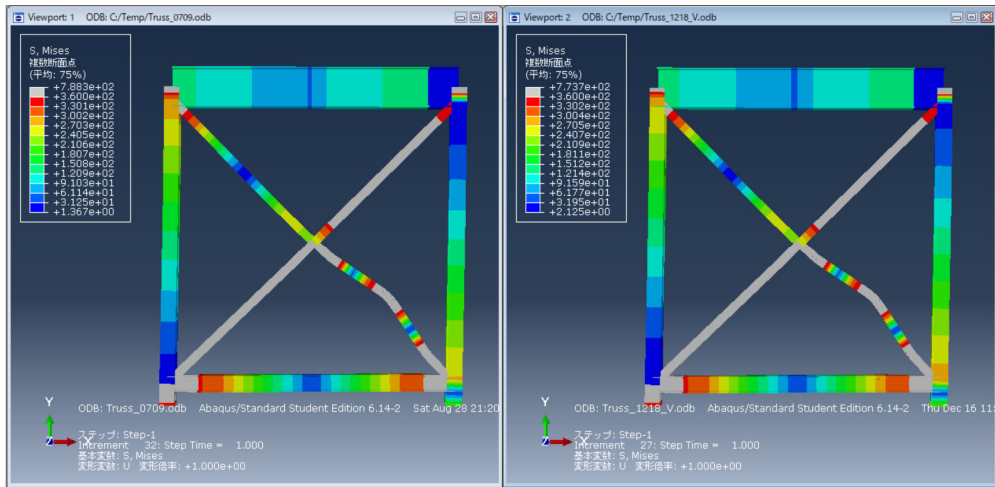 Viewport: 1 ODB: C:/Temp/Truss_0709.odb
S, Mises
複数断面点
(平均: 75%)
+7.883e+02
+3.600e+02
+3.301e+02
+3.002e+02
+2.703e+02
+2.405e+02
+2.106e+02
+1.807e+02
+1.508e+02
+1.209e+02
+9.103e+01
+6.114e+01
+3.125e+01
+1.367e+00
Y
X
Z
ODB: Truss_0709.odb Abaqus/Standard Student Edition 6.14-2 Sat Aug 28 21:20
ステップ: Step-1
Increment 32: Step Time = 1.000
基本変数: S, Mises
変形変数: U 変形倍率: +1.000e+00
Viewport: 2 ODB: C:/Temp/Truss_1218_V.odb
S, Mises
複数断面点
(平均: 75%)
+7.737e+02
+3.600e+02
+3.302e+02
+3.004e+02
+2.705e+02
+2.407e+02
+2.109e+02
+1.811e+02
+1.512e+02
+1.214e+02
+9.159e+01
+6.177e+01
+3.195e+01
+2.125e+00
Y
X
Z
ODB: Truss_1218_V.odb Abaqus/Standard Student Edition 6.14-2 Thu Dec 16 11:
ステップ: Step-1
Increment 27: Step Time = 1.000
基本変数: S, Mises
変形変数: U 変形倍率: +1.000e+00